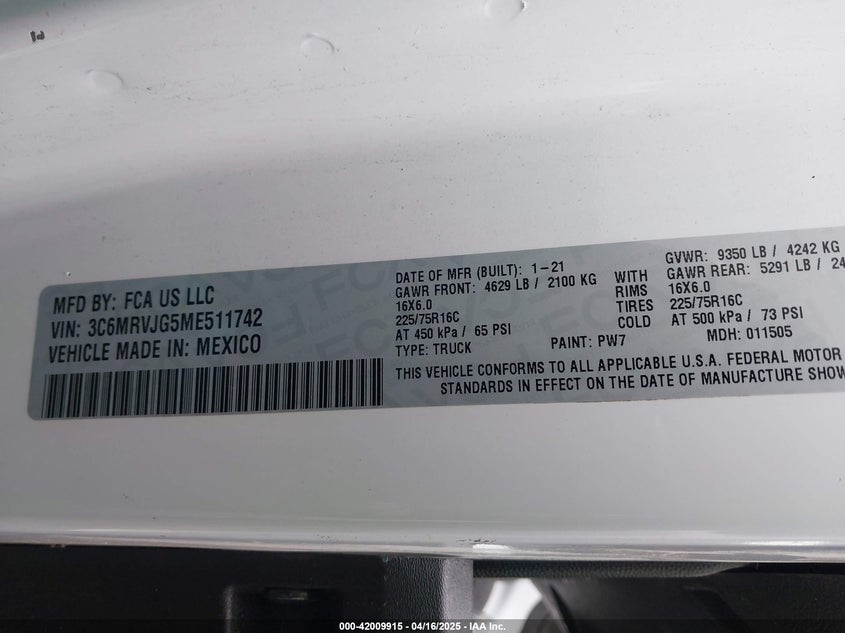 MFD BY: FCA US LLC
VIN: 3C6MRVJG5ME511742
VEHICLE MADE IN: MEXICO
DATE OF MFR (BUILT): 1-21
GVWR: 9350 LB / 4242 KG
GAWR FRONT: 4629 LB / 2100 KG WITH GAWR REAR: 5291 LB / 24
16X6.0 RIMS 16X6.0
225/75R16C TIRES 225/75R16C
AT 450 kPa / 65 PSI COLD AT 500 kPa / 73 PSI
TYPE: TRUCK PAINT: PW7 MDH: 011505
THIS VEHICLE CONFORMS TO ALL APPLICABLE U.S.A. FEDERAL MOTOR
STANDARDS IN EFFECT ON THE DATE OF MANUFACTURE SHOW
000-42009915 - 04/16/2025 - IAA Inc.